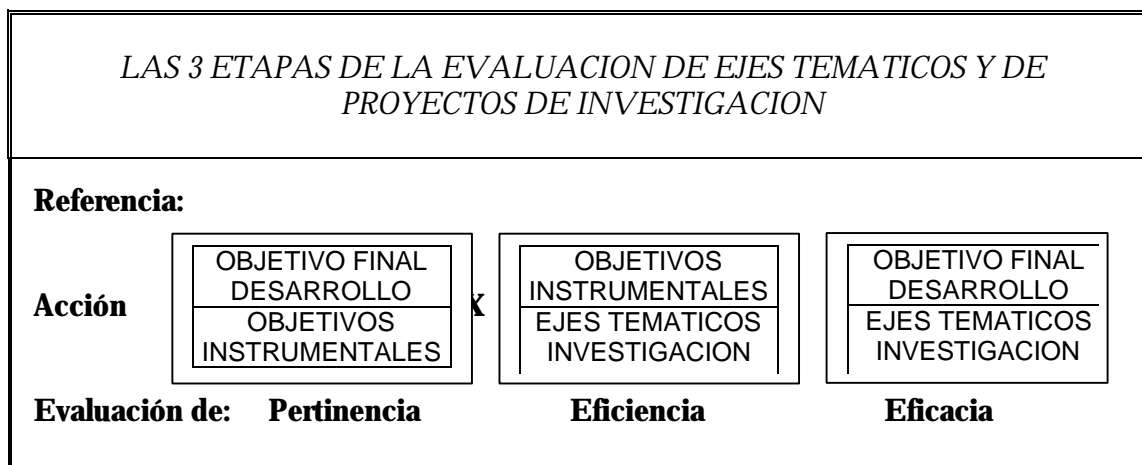 LAS 3 ETAPAS DE LA EVALUACION DE EJES TEMATICOS Y DE
PROYECTOS DE INVESTIGACION
Referencia:
OBJETIVO FINAL
DESARROLLO
OBJETIVOS
INSTRUMENTALES
Acción
X
OBJETIVOS
INSTRUMENTALES
EJES TEMATICOS
INVESTIGACION
OBJETIVO FINAL
DESARROLLO
EJES TEMATICOS
INVESTIGACION
Evaluación de: Pertinencia Eficiencia Eficacia